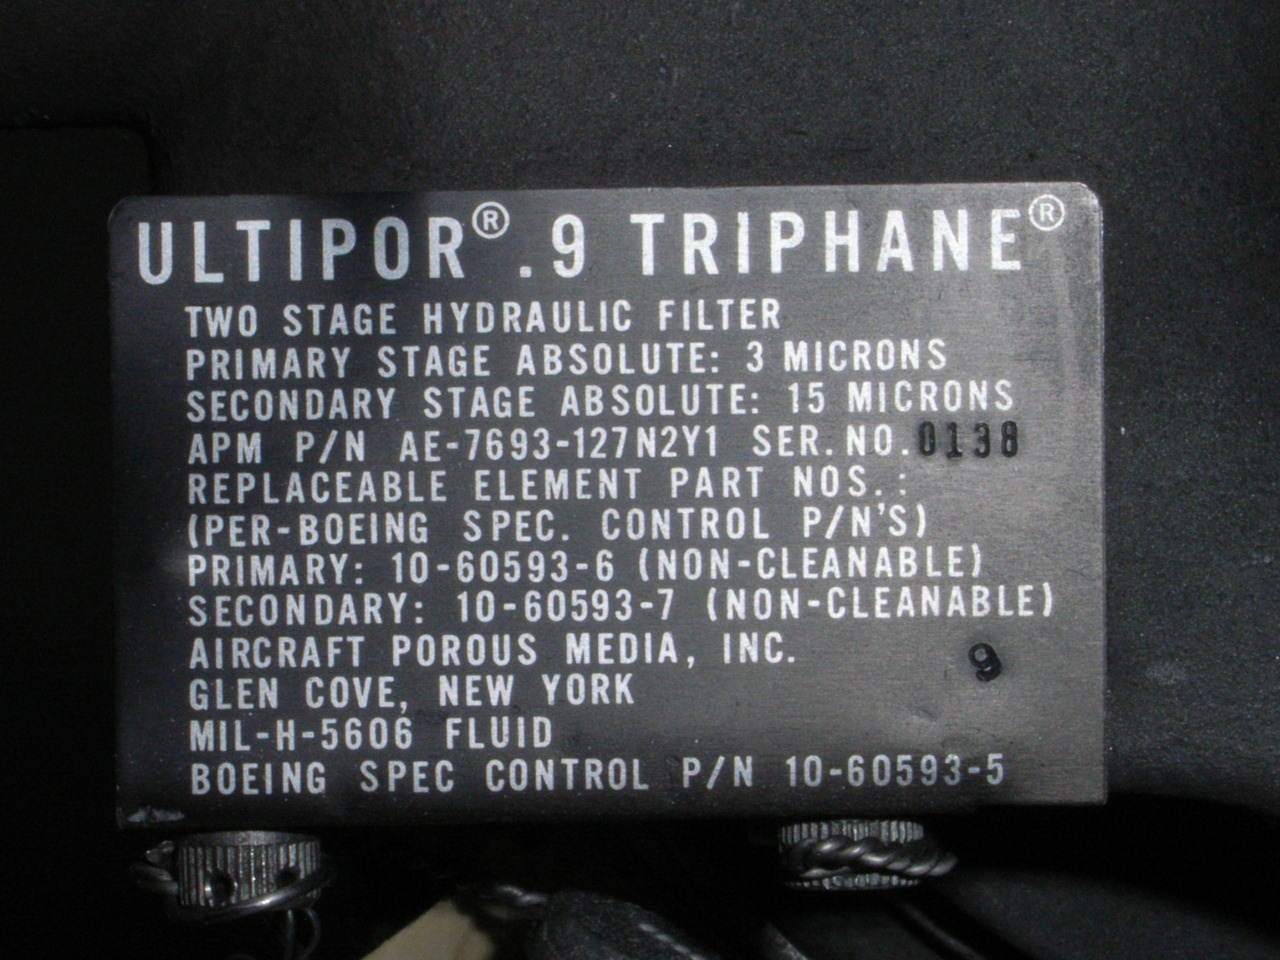 ULTIPOR® .9 TRIPHANE®
TWO STAGE HYDRAULIC FILTER
PRIMARY STAGE ABSOLUTE: 3 MICRONS
SECONDARY STAGE ABSOLUTE: 15 MICRONS
APM P/N AE-7693-127N2Y1 SER. NO. 0138
REPLACEABLE ELEMENT PART NOS.:
(PER-BOEING SPEC. CONTROL P/N'S)
PRIMARY: 10-60593-6 (NON-CLEANABLE)
SECONDARY: 10-60593-7 (NON-CLEANABLE)
AIRCRAFT POROUS MEDIA, INC. 9
GLEN COVE, NEW YORK
MIL-H-5606 FLUID
BOEING SPEC CONTROL P/N 10-60593-5